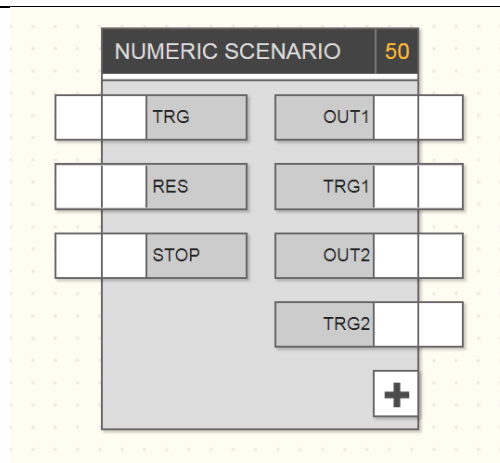 NUMERIC SCENARIO 50
TRG OUT1
RES TRG1
STOP OUT2
TRG2